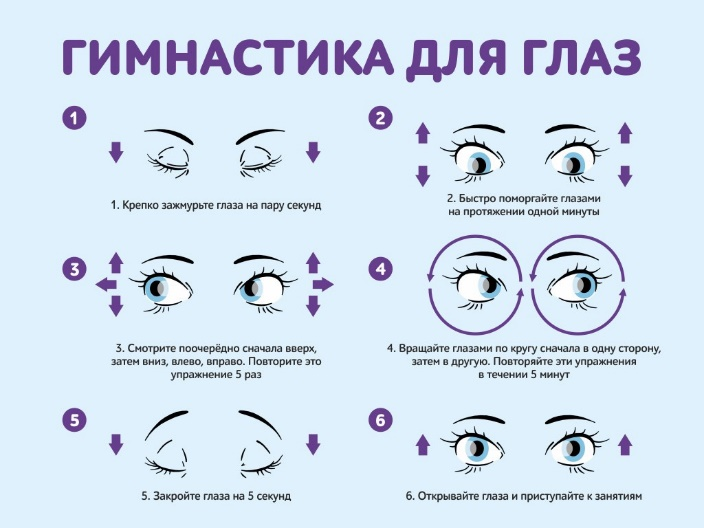 ГИМНАСТИКА ДЛЯ ГЛАЗ
1
1. Крепко зажмурьте глаза на пару секунд
2
2. Быстро поморгайте глазами
на протяжении одной минуты
3
3. Смотрите поочерёдно сначала вверх,
затем вниз, влево, вправо. Повторите это
упражнение 5 раз
4
4. Вращайте глазами по кругу сначала в одну сторону,
затем в другую. Повторяйте эти упражнения
в течении 5 минут
5
5. Закройте глаза на 5 секунд
6
6. Открывайте глаза и приступайте к занятиям